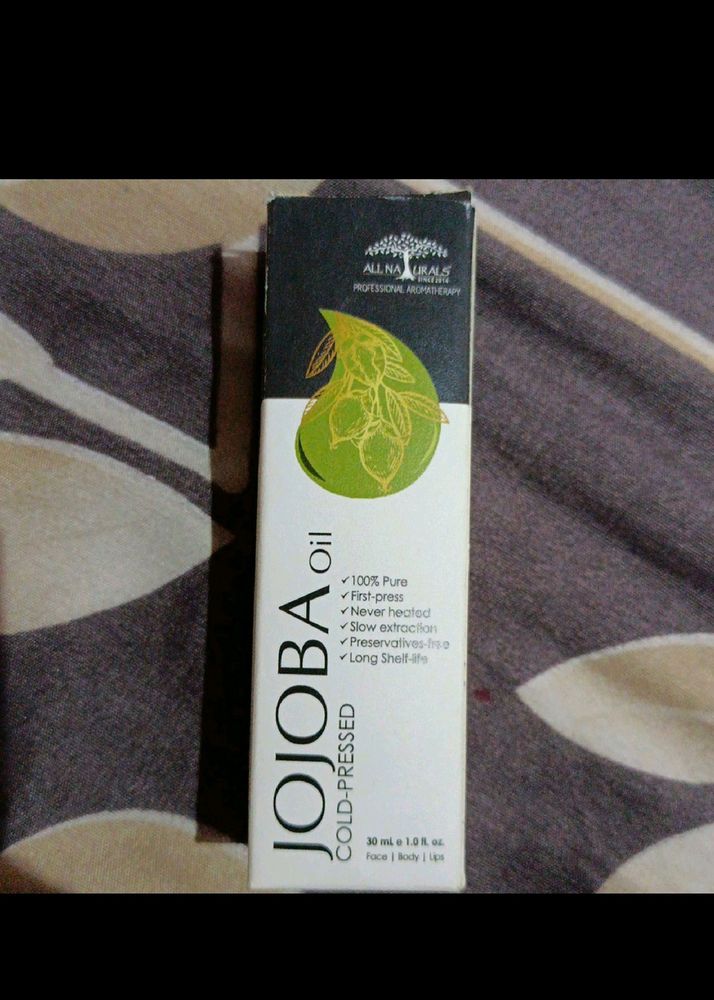 ALL NATURALS
SINCE 2016
PROFESSIONAL AROMATHERAPY
JOJOBA Oil
COLD-PRESSED
✓100% Pure
✓First-press
✓Never heated
✓Slow extraction
✓Preservatives-free
✓Long Shelf-life
30 mL e 1.0 fl. oz.
Face | Body | Lips